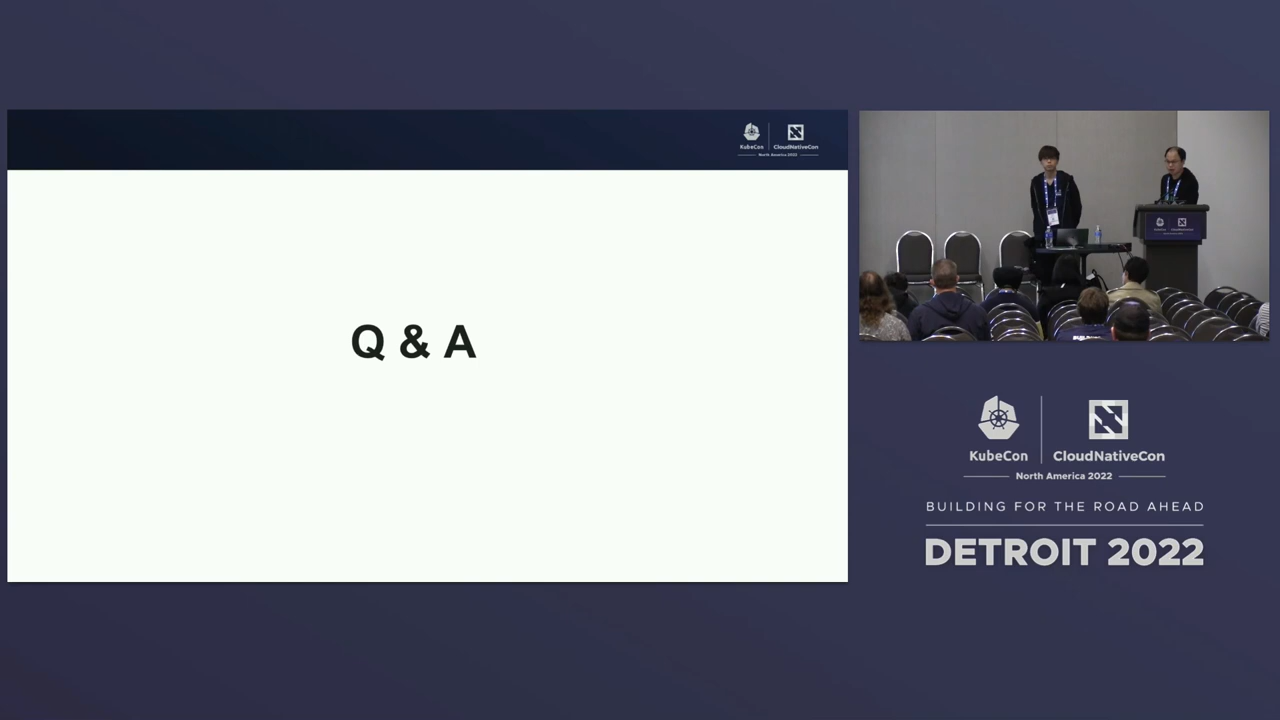 KubeCon CloudNativeCon
North America 2022
Q & A
KubeCon CloudNativeCon
North America 2022
BUILDING FOR THE ROAD AHEAD
DETROIT 2022